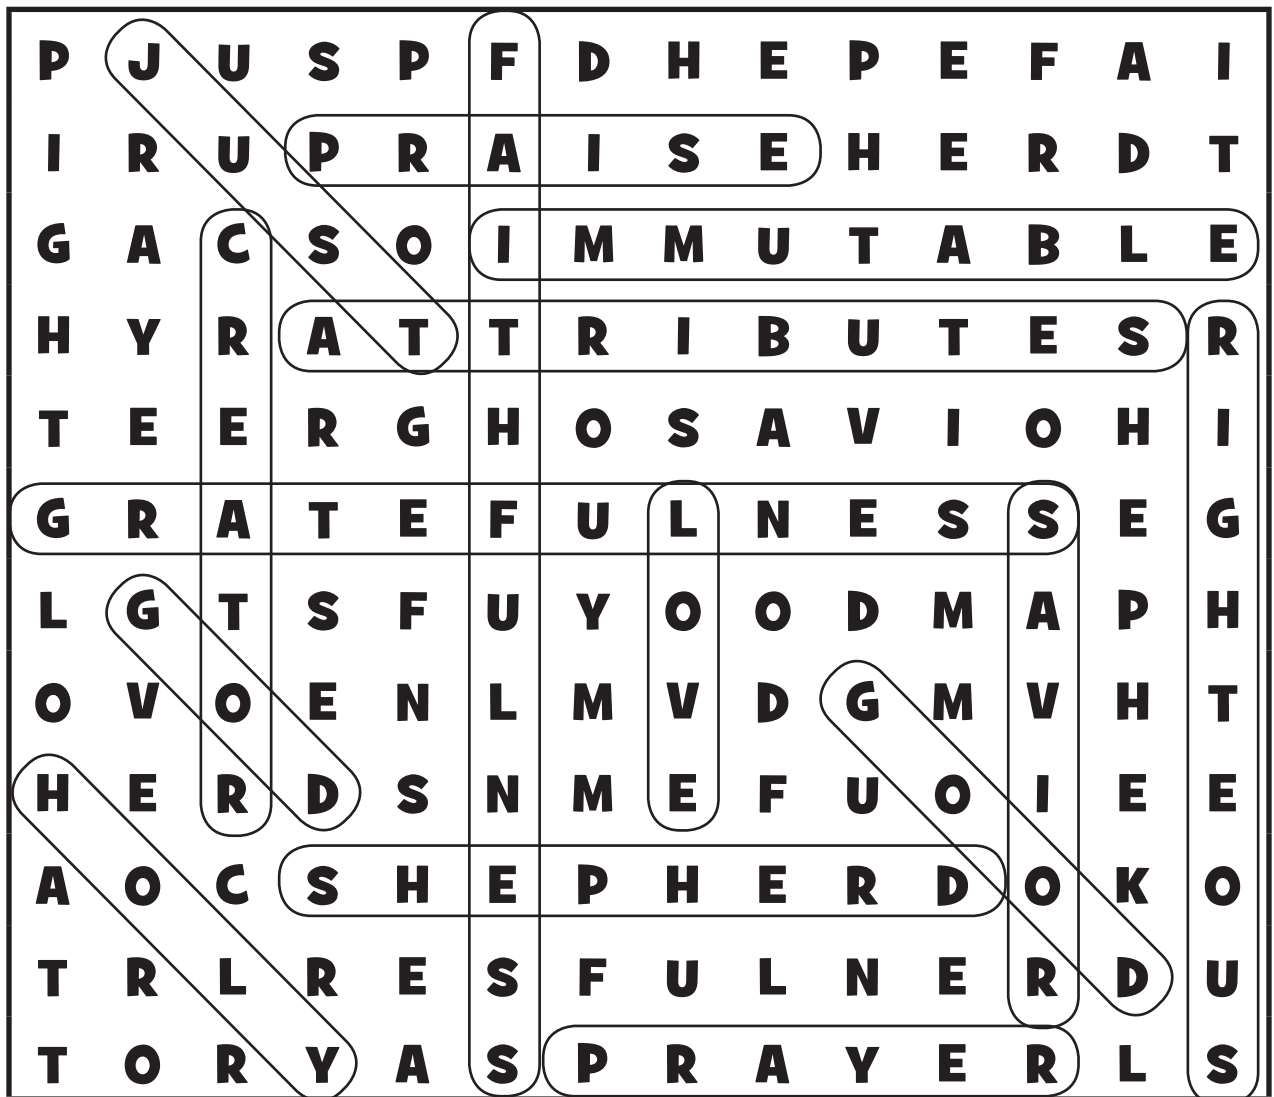 P J U S P F D H E P E F A I
I R U P R A I S E H E R D T
G A C S O I M M U T A B L E
H Y R A T T R I B U T E S R
T E E R G H O S A V I O H I
G R A T E F U L N E S S E G
L G T S F U Y O O D M A P H
O V O E N L M V D G M V H T
H E R D S N M E F U O I E E
A O C S H E P H E R D O K O
T R L R E S F U L N E R D U
T O R Y A S P R A Y E R L S